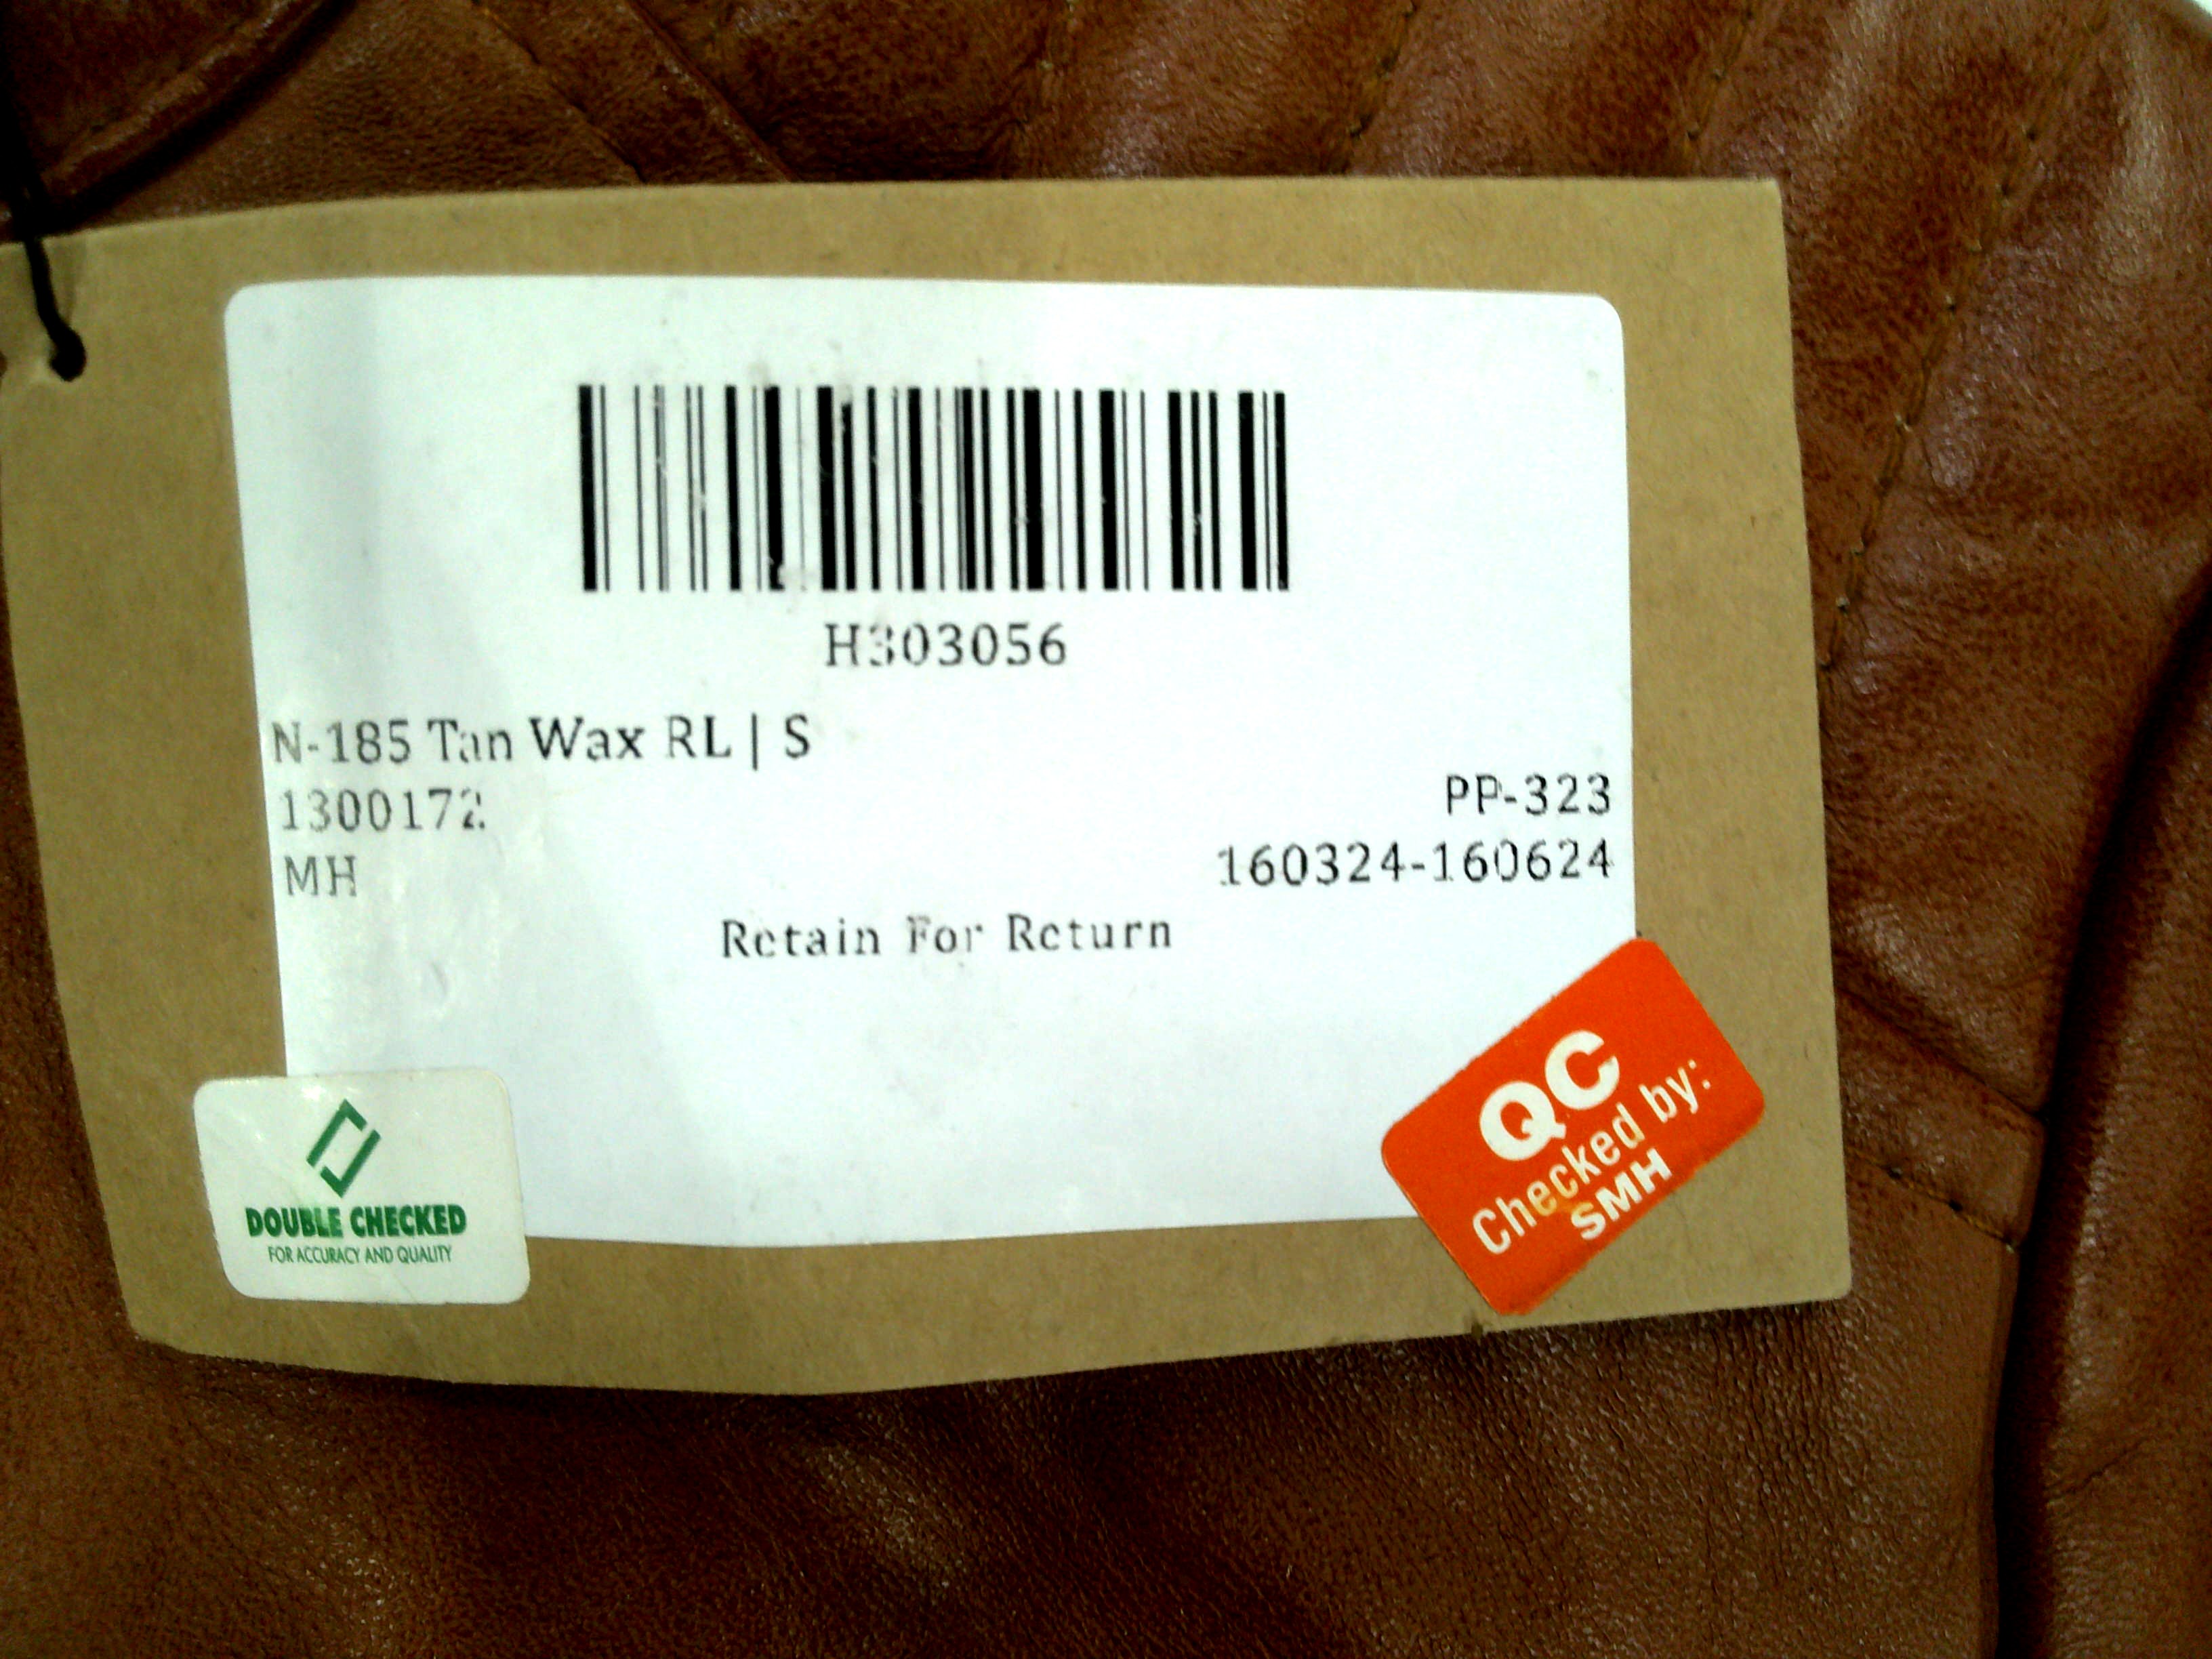 H303056
N-185 Tan Wax RL | S
1300172
PP-323
MH
160324-160624
Retain For Return
DOUBLE CHECKED
FOR ACCURACY AND QUALITY
QC
Checked by:
SMH